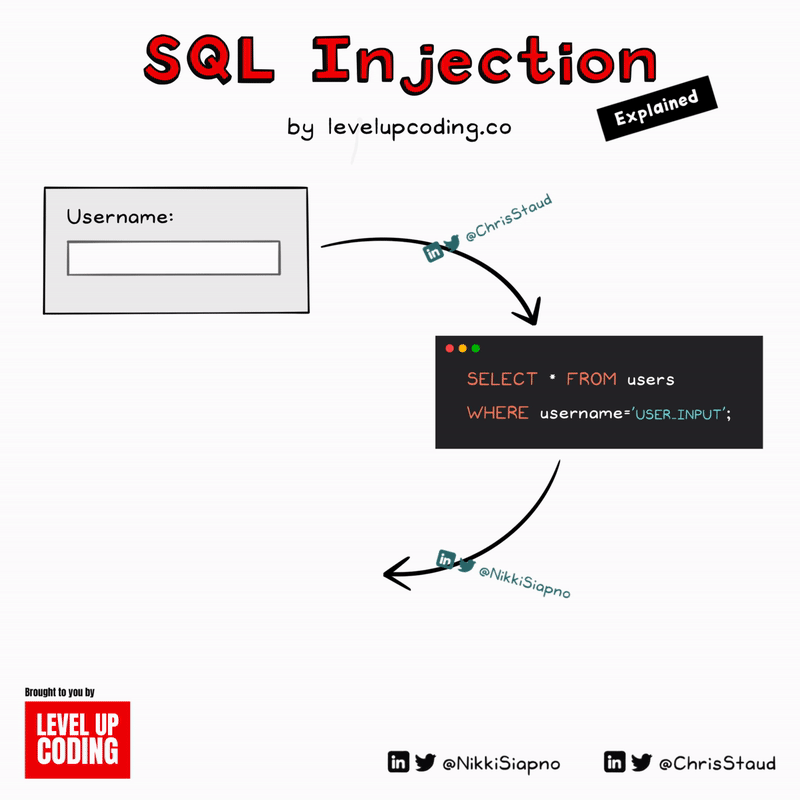 SQL Injection
Explained
by levelupcoding.co
Username:
@ChrisStaud
SELECT * FROM users
WHERE username='USER_INPUT';
@NikkiSiapno
Brought to you by
LEVEL UP
CODING
@NikkiSiapno
@ChrisStaud